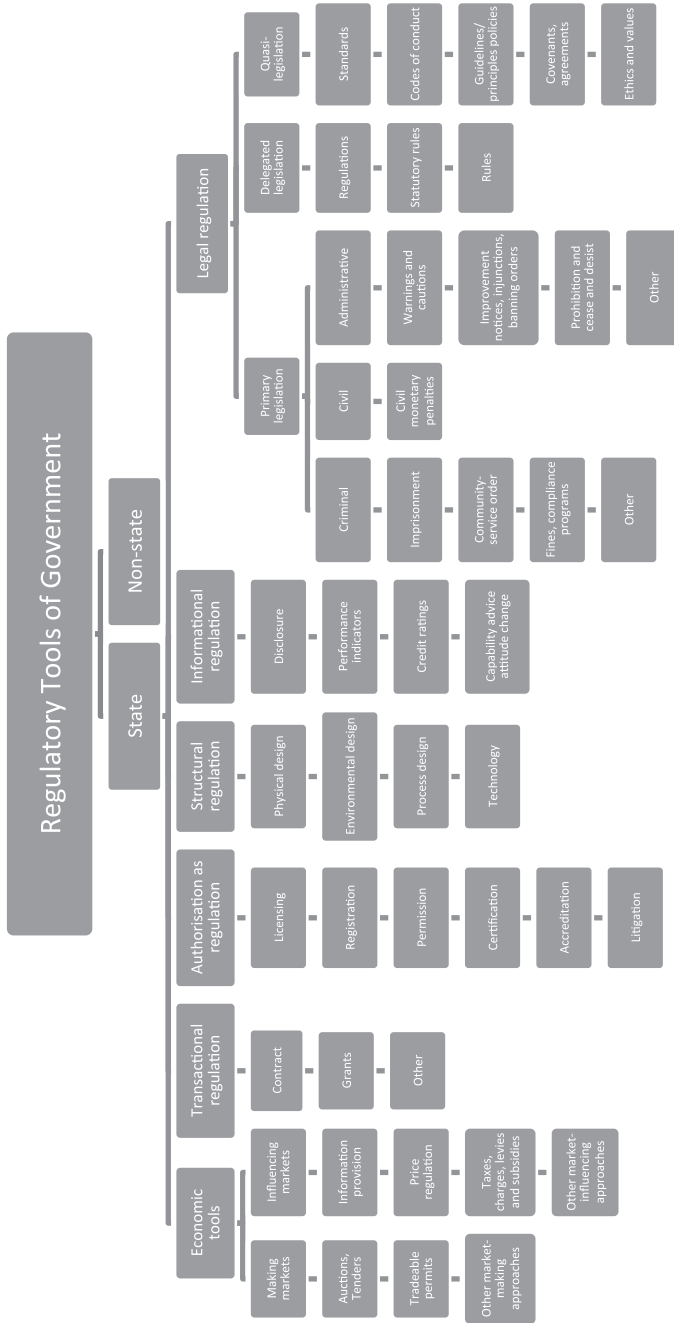 Regulatory Tools of Government
State
Non-state
Economic
tools
Transactional
regulation
Authorisation as
regulation
Structural
regulation
Informational
regulation
Legal regulation
Making
markets
Auctions,
Tenders
Tradeable
permits
Other market-
making
approaches
Influencing
markets
Information
provision
Price
regulation
Taxes,
charges, levies
and subsidies
Other market-
influencing
approaches
Contract
Grants
Other
Licensing
Registration
Permission
Certification
Accreditation
Litigation
Physical design
Environmental design
Process design
Technology
Disclosure
Performance
indicators
Credit ratings
Capability advice
attitude change
Primary
legislation
Criminal
Imprisonment
Community-
service order
Fines, compliance
programs
Other
Civil
Civil
monetary
penalties
Administrative
Warnings and
cautions
Improvement
notices, injunctions,
banning orders
Prohibition and
cease and desist
Other
Delegated
legislation
Regulations
Statutory rules
Rules
Quasi-
legislation
Standards
Codes of conduct
Guidelines/
principles policies
Covenants,
agreements
Ethics and values